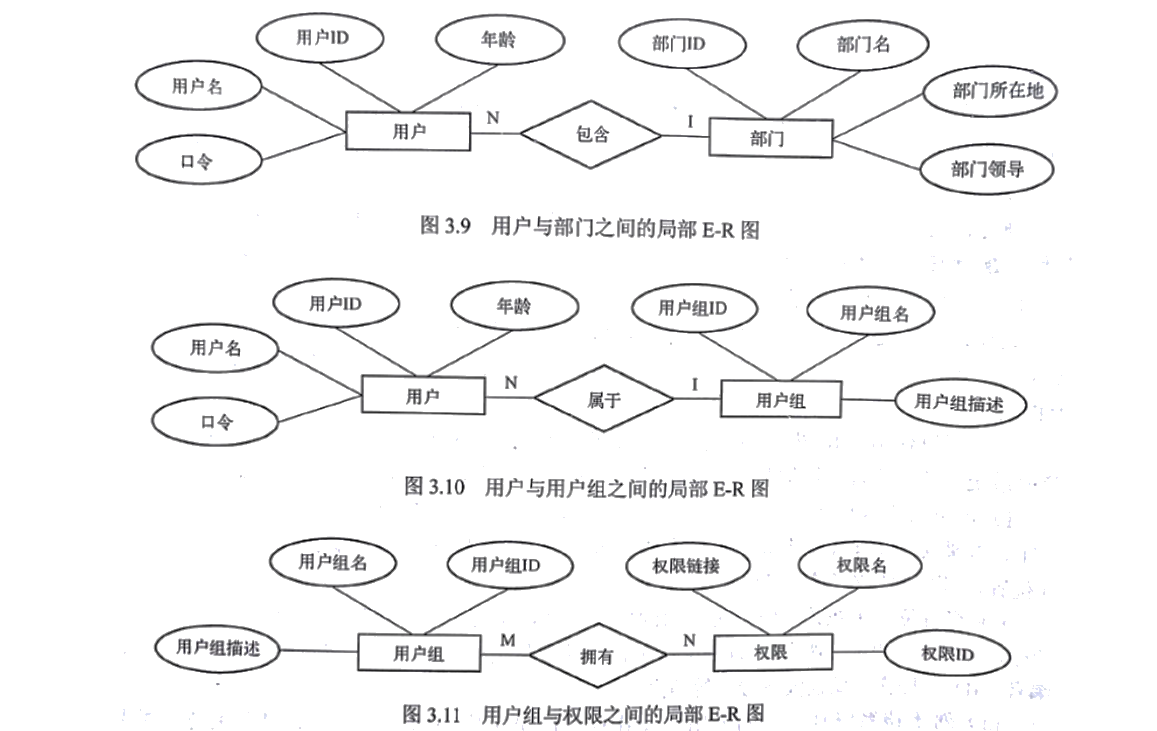 用户ID 年龄 部门ID 部门名
用户名 部门所在地
用户 N 包含 I 部门
口令 部门领导
图 3.9 用户与部门之间的局部 E-R 图
用户ID 年龄 用户组ID 用户组名
用户名
用户 N 属于 I 用户组 用户组描述
口令
图 3.10 用户与用户组之间的局部 E-R 图
用户组名 用户组ID 权限链接 权限名
用户组描述 用户组 M 拥有 N 权限 权限ID
图 3.11 用户组与权限之间的局部 E-R 图